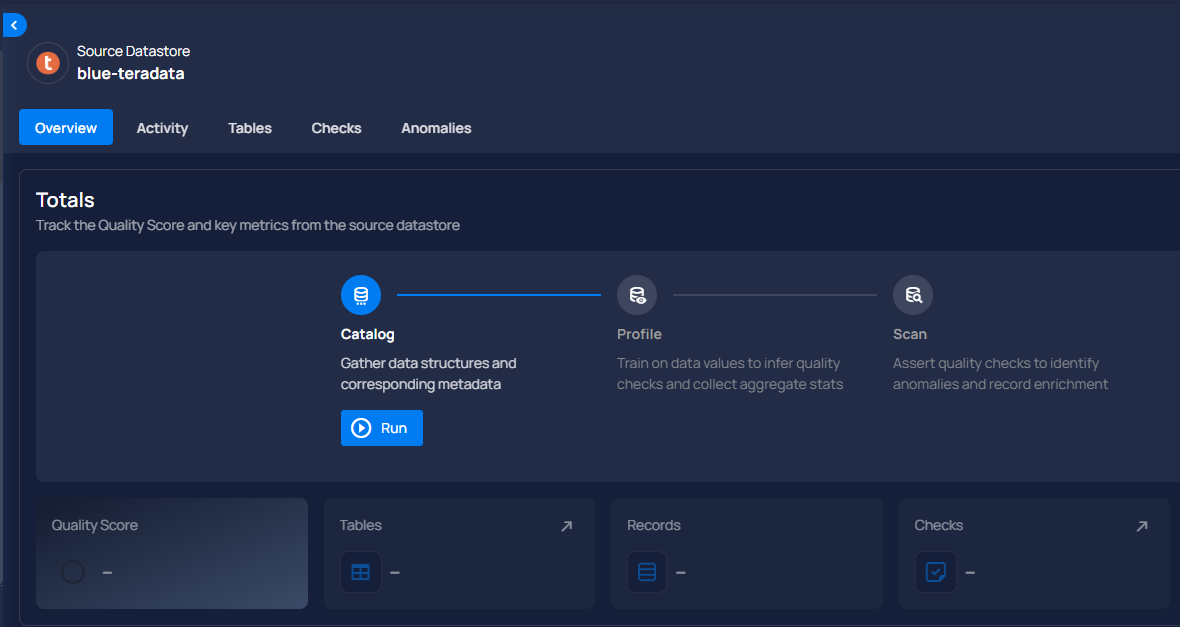 Source Datastore
t
blue-teradata
Overview
Activity
Tables
Checks
Anomalies
Totals
Track the Quality Score and key metrics from the source datastore
Catalog
Gather data structures and
corresponding metadata
Run
Profile
Train on data values to infer quality
checks and collect aggregate stats
Scan
Assert quality checks to identify
anomalies and record enrichment
Quality Score
–
Tables
–
Records
–
Checks
–